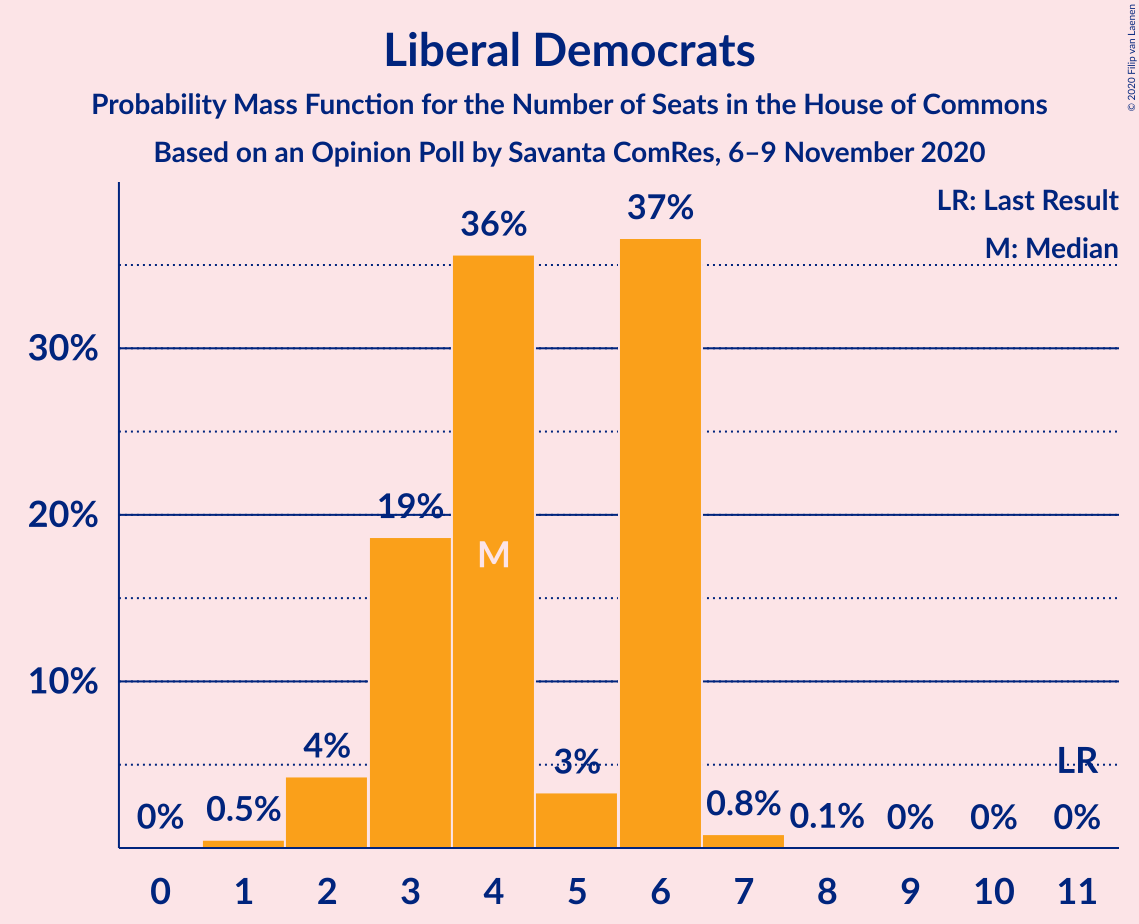 Liberal Democrats
Probability Mass Function for the Number of Seats in the House of Commons
Based on an Opinion Poll by Savanta ComRes, 6–9 November 2020
© 2020 Filip van Laenen
LR: Last Result
M: Median
37%
36%
30%
19%
20%
M
10%
4%
3%
LR
0%
0.5%
0.8%
0.1%
0%
0%
0%
0 1 2 3 4 5 6 7 8 9 10 11